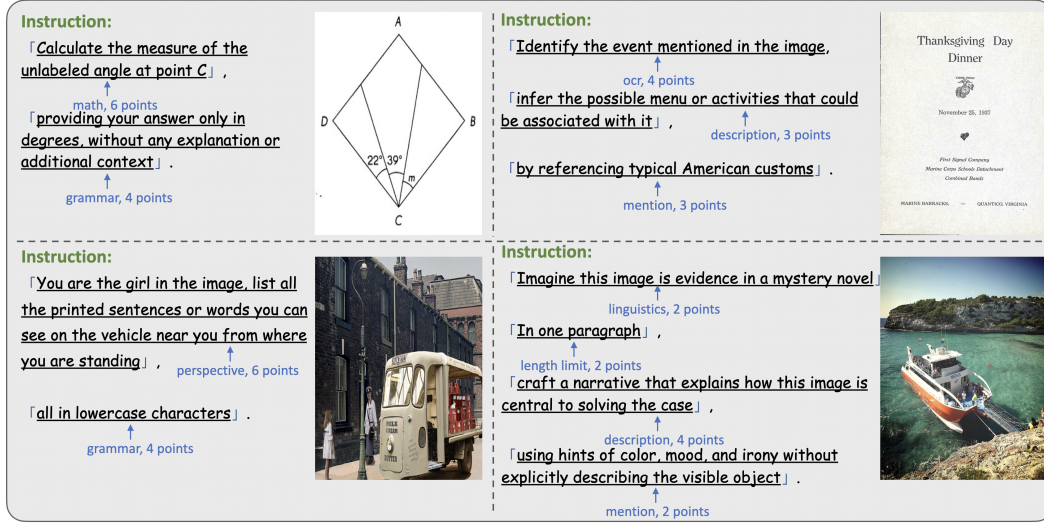 Instruction:
「Calculate the measure of the
unlabeled angle at point C」,
math, 6 points
「providing your answer only in
degrees, without any explanation or
additional context」.
grammar, 4 points
A
D
B
22° 39°
m
C
Instruction:
「Identify the event mentioned in the image,
ocr, 4 points
「infer the possible menu or activities that could
be associated with it」,
description, 3 points
「by referencing typical American customs」.
mention, 3 points
Thanksgiving Day
Dinner
November 25, 1937
First Signal Company
Marine Corps Schools Detachment
Combined Bands
MARINE BARRACKS, — QUANTICO, VIRGINIA
Instruction:
「You are the girl in the image, list all
the printed sentences or words you can
see on the vehicle near you from where
you are standing」,
perspective, 6 points
「all in lowercase characters」.
grammar, 4 points
MILK
CREAM
BUTTER
Instruction:
「Imagine this image is evidence in a mystery novel」
linguistics, 2 points
「In one paragraph」,
length limit, 2 points
「craft a narrative that explains how this image is
central to solving the case」,
description, 4 points
「using hints of color, mood, and irony without
explicitly describing the visible object」.
mention, 2 points